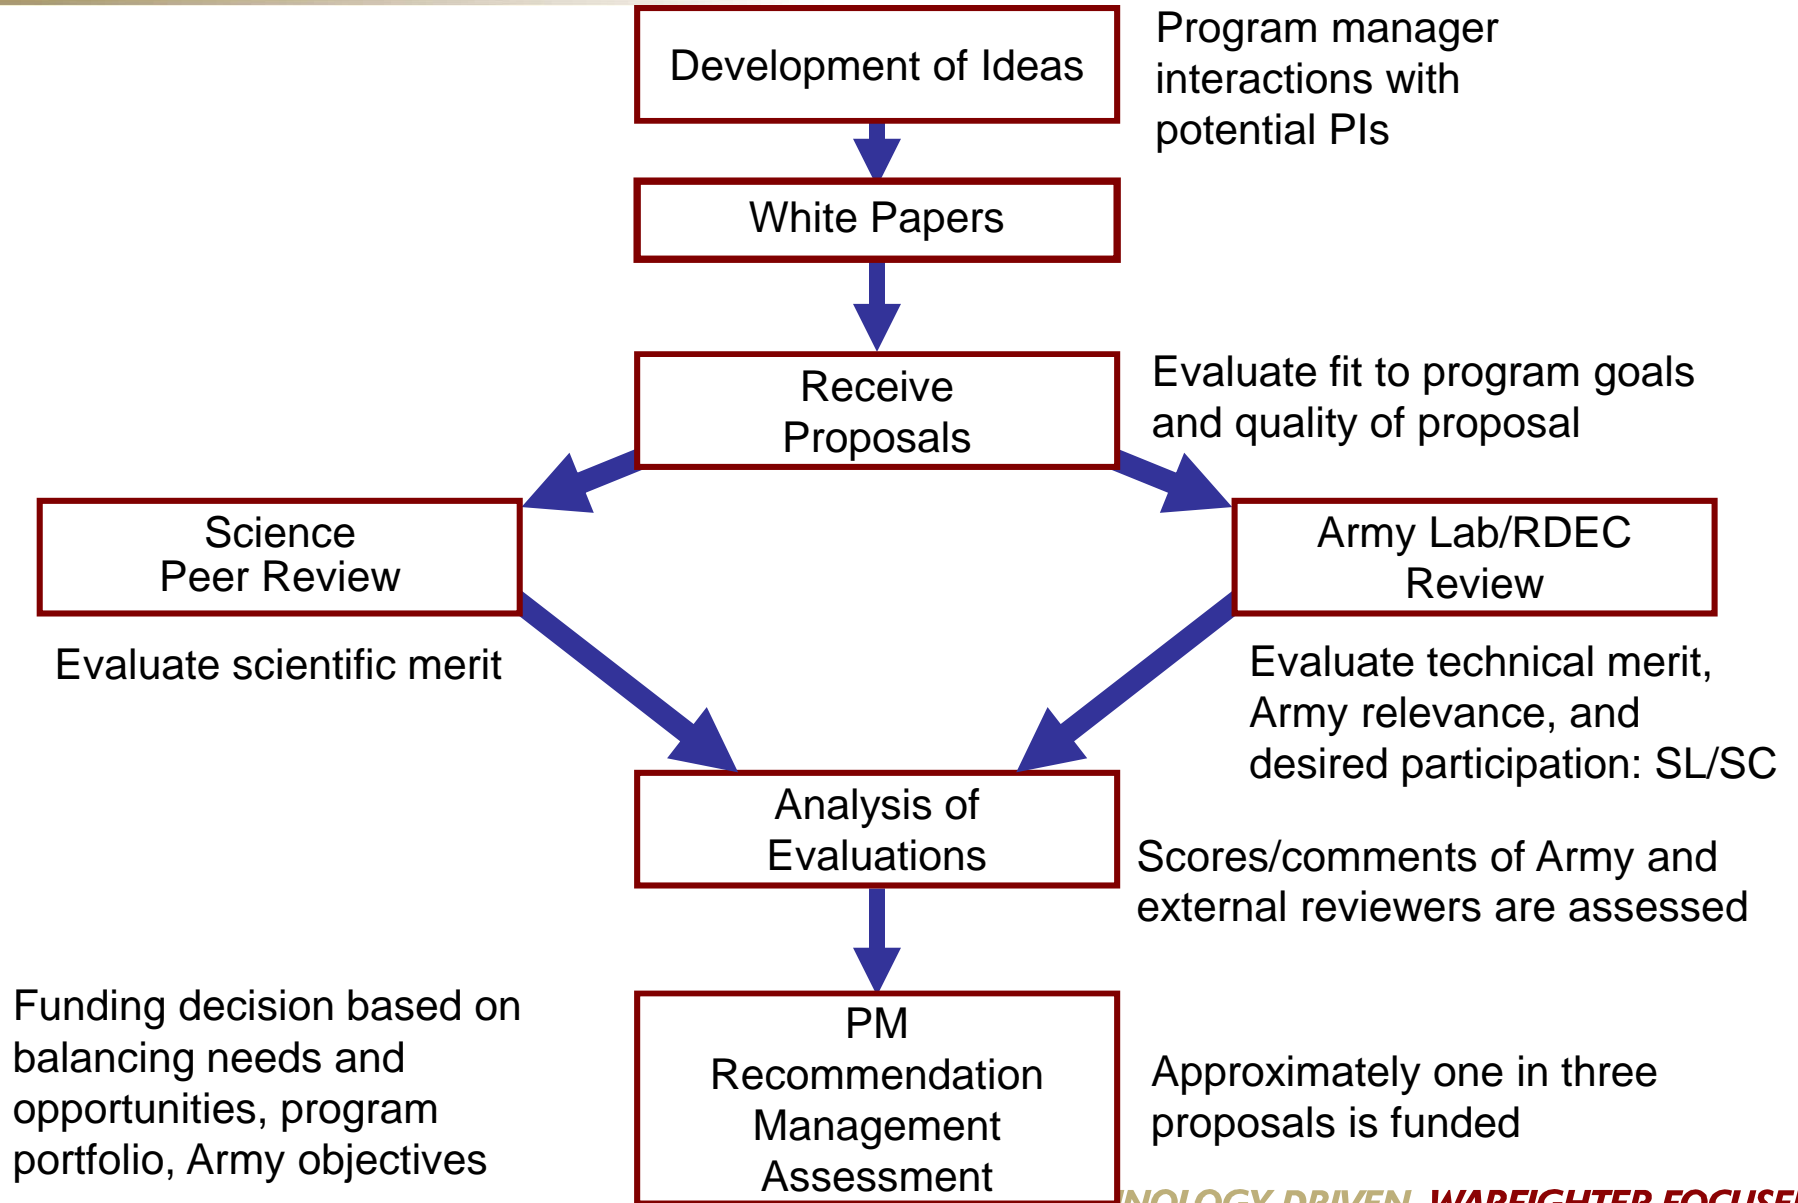 Development of Ideas
Program manager
interactions with
potential PIs
White Papers
Receive
Proposals
Evaluate fit to program goals
and quality of proposal
Science
Peer Review
Army Lab/RDEC
Review
Evaluate scientific merit
Evaluate technical merit,
Army relevance, and
desired participation: SL/SC
Analysis of
Evaluations
Scores/comments of Army and
external reviewers are assessed
Funding decision based on
balancing needs and
opportunities, program
portfolio, Army objectives
PM
Recommendation
Management
Assessment
Approximately one in three
proposals is funded
DRIVEN. WARFIGHTER